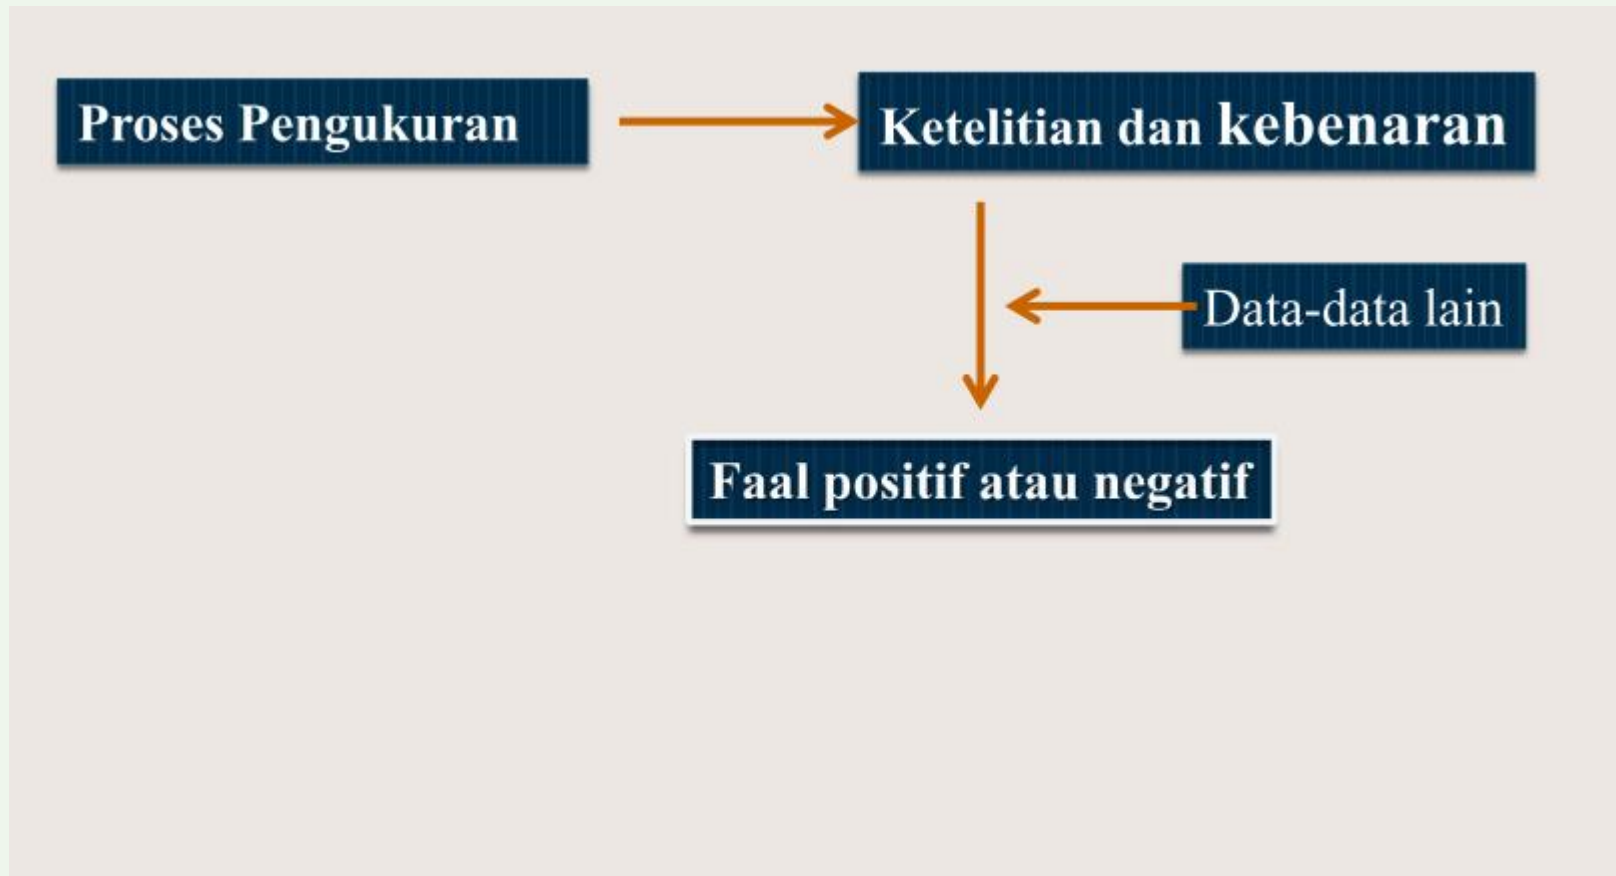 Proses Pengukuran
Ketelitian dan kebenaran
Data-data lain
Faal positif atau negatif